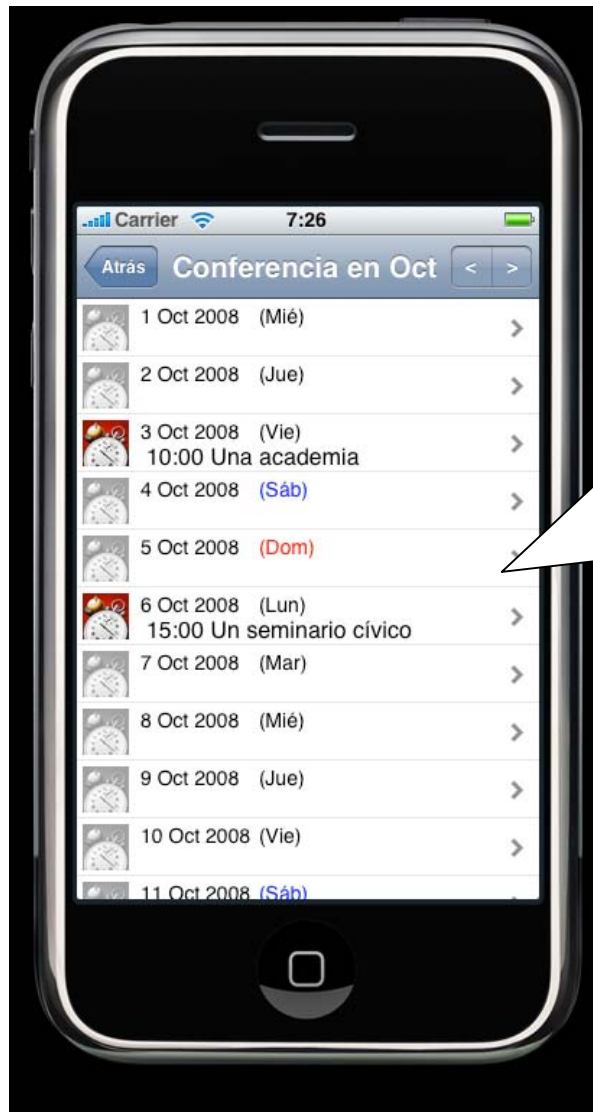 Carrier 7:26
Atrás Conferencia en Oct < >
1 Oct 2008 (Mié)
2 Oct 2008 (Jue)
3 Oct 2008 (Vie)
10:00 Una academia
4 Oct 2008 (Sáb)
5 Oct 2008 (Dom)
6 Oct 2008 (Lun)
15:00 Un seminario cívico
7 Oct 2008 (Mar)
8 Oct 2008 (Mié)
9 Oct 2008 (Jue)
10 Oct 2008 (Vie)
11 Oct 2008 (Sáb)